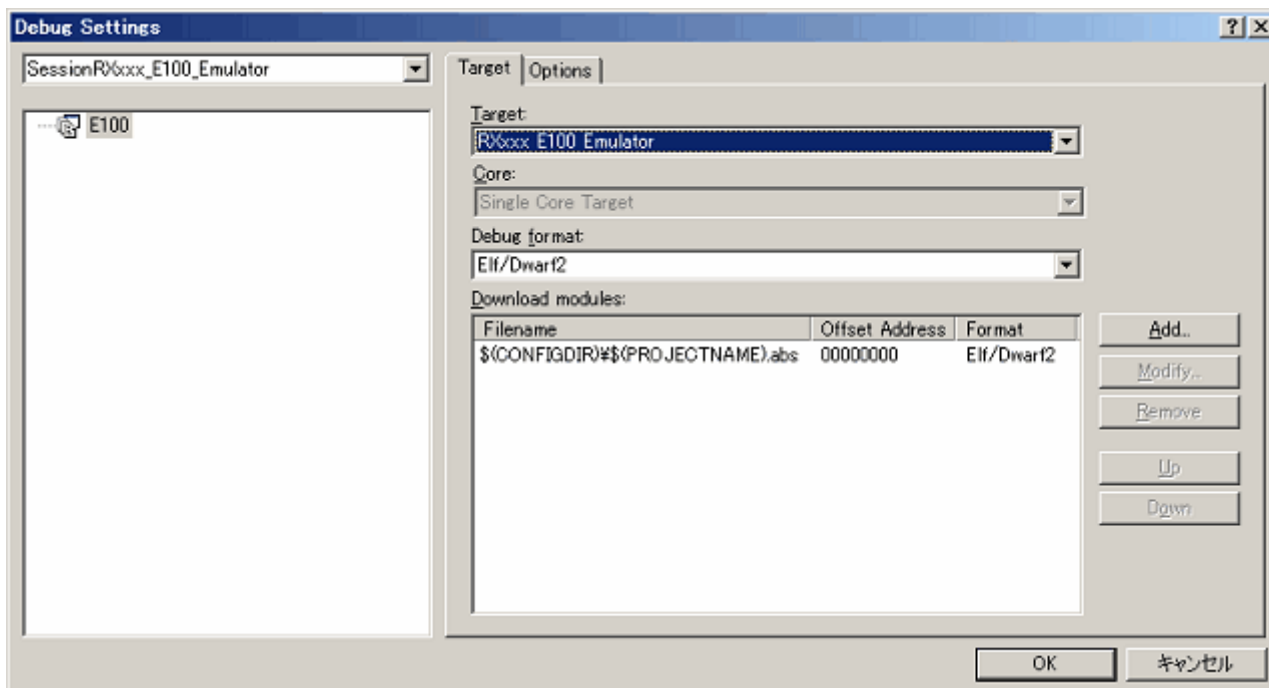 Debug Settings
SessionRXxxx_E100_Emulator
E100
Target Options
Target:
RXxxx E100 Emulator
Core:
Single Core Target
Debug format:
Elf/Dwarf2
Download modules:
Filename Offset Address Format
$(CONFIGDIR)¥$(PROJECTNAME).abs 00000000 Elf/Dwarf2
Add...
Modify...
Remove
Up
Down
OK キャンセル